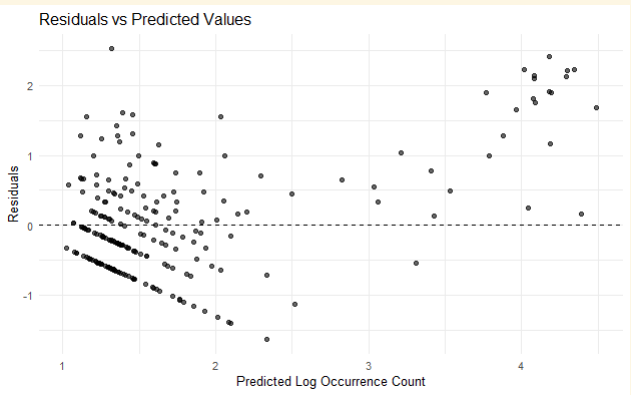 Residuals vs Predicted Values
2
1
0
-1
Residuals
1
2
3
4
Predicted Log Occurrence Count